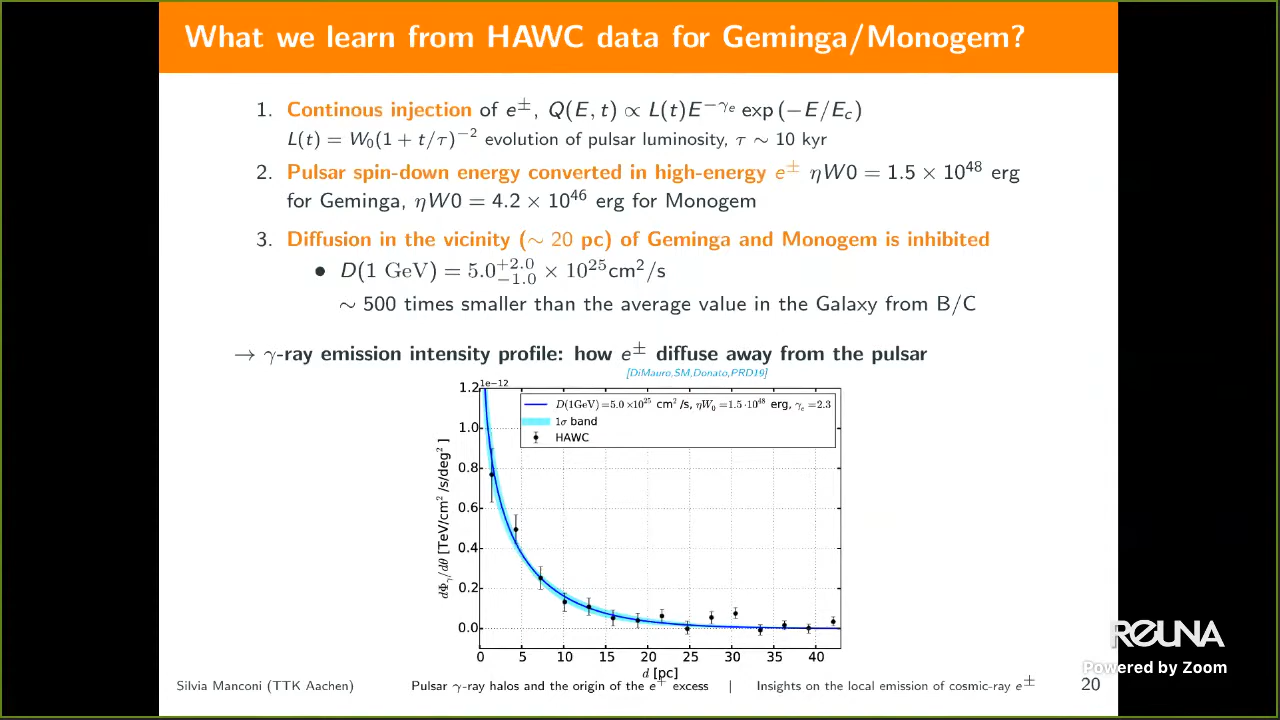 What we learn from HAWC data for Geminga/Monogem?
1. Continous injection of e±, Q(E, t) ∝ L(t)E^−γₑ exp (−E/E_c)
L(t) = W₀(1 + t/τ)^−2 evolution of pulsar luminosity, τ ∼ 10 kyr
2. Pulsar spin-down energy converted in high-energy e± ηW0 = 1.5 × 10^48 erg
for Geminga, ηW0 = 4.2 × 10^46 erg for Monogem
3. Diffusion in the vicinity (∼ 20 pc) of Geminga and Monogem is inhibited
• D(1 GeV) = 5.0^+2.0_−1.0 × 10^25 cm²/s
∼ 500 times smaller than the average value in the Galaxy from B/C
→ γ-ray emission intensity profile: how e± diffuse away from the pulsar
[DiMauro,SM,Donato,PRD19]
1e−12
D(1GeV)=5.0×10^25 cm²/s, ηW₀=1.5·10^48 erg, γₑ=2.3
1σ band
HAWC
1.2
1.0
0.8
0.6
0.4
0.2
0.0
dΦ_γ/dθ [TeV/cm²/s/deg²]
0 5 10 15 20 25 30 35 40
d [pc]
Silvia Manconi (TTK Aachen) Pulsar γ-ray halos and the origin of the e± excess | Insights on the local emission of cosmic-ray e± 20
REUNA
Powered by Zoom